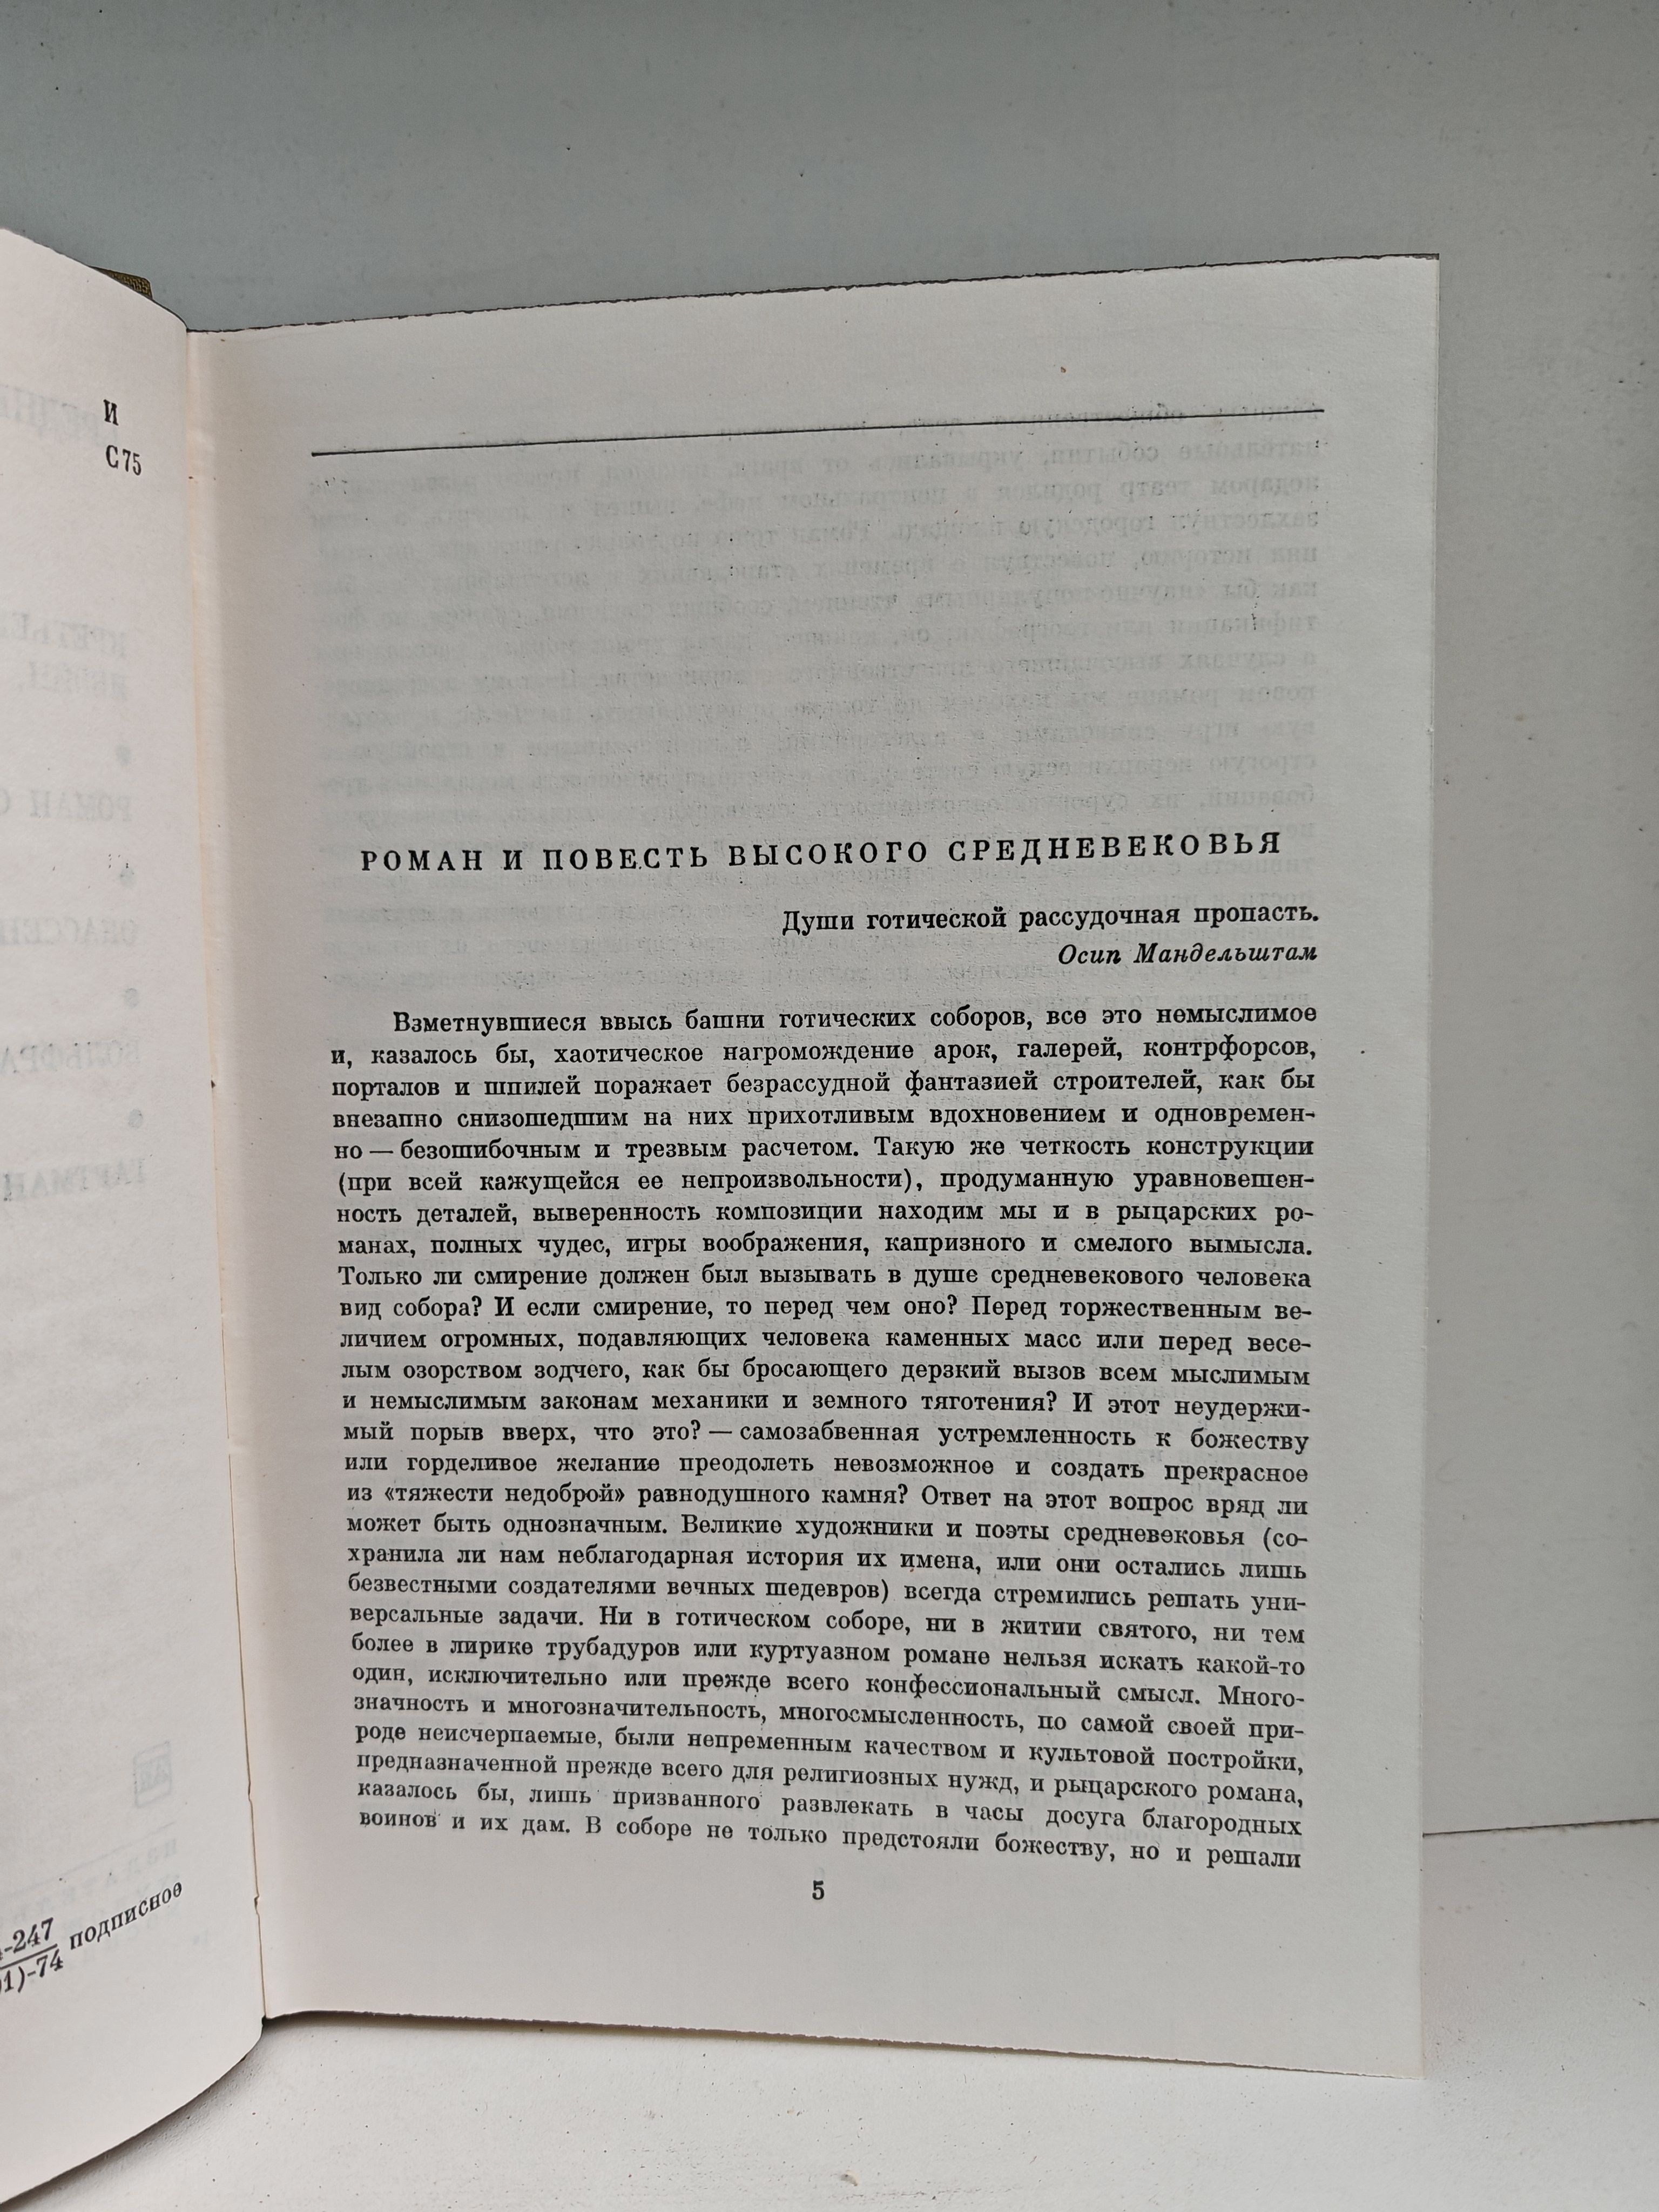 И
С75
-247
1)-74
подписное
РОМАН И ПОВЕСТЬ ВЫСОКОГО СРЕДНЕВЕКОВЬЯ
Души готической рассудочная пропасть.
Осип Мандельштам
Взметнувшиеся ввысь башни готических соборов, все это немыслимое
и, казалось бы, хаотическое нагромождение арок, галерей, контрфорсов,
порталов и шпилей поражает безрассудной фантазией строителей, как бы
внезапно снизошедшим на них прихотливым вдохновением и одновремен-
но — безошибочным и трезвым расчетом. Такую же четкость конструкции
(при всей кажущейся ее непроизвольности), продуманную уравновешен-
ность деталей, выверенность композиции находим мы и в рыцарских ро-
манах, полных чудес, игры воображения, капризного и смелого вымысла.
Только ли смирение должен был вызывать в душе средневекового человека
вид собора? И если смирение, то перед чем оно? Перед торжественным ве-
личием огромных, подавляющих человека каменных масс или перед весе-
лым озорством зодчего, как бы бросающего дерзкий вызов всем мыслимым
и немыслимым законам механики и земного тяготения? И этот неудержи-
мый порыв вверх, что это? — самозабвенная устремленность к божеству
или горделивое желание преодолеть невозможное и создать прекрасное
из «тяжести недоброй» равнодушного камня? Ответ на этот вопрос вряд ли
может быть однозначным. Великие художники и поэты средневековья (со-
хранила ли нам неблагодарная история их имена, или они остались лишь
безвестными создателями вечных шедевров) всегда стремились решать уни-
версальные задачи. Ни в готическом соборе, ни в житии святого, ни тем
более в лирике трубадуров или куртуазном романе нельзя искать какой-то
один, исключительно или прежде всего конфессиональный смысл. Много-
значность и многозначительность, многосмысленность, по самой своей при-
роде неисчерпаемые, были непременным качеством и культовой постройки,
предназначенной прежде всего для религиозных нужд, и рыцарского романа,
казалось бы, лишь призванного развлекать в часы досуга благородных
воинов и их дам. В соборе не только предстояли божеству, но и решали
5